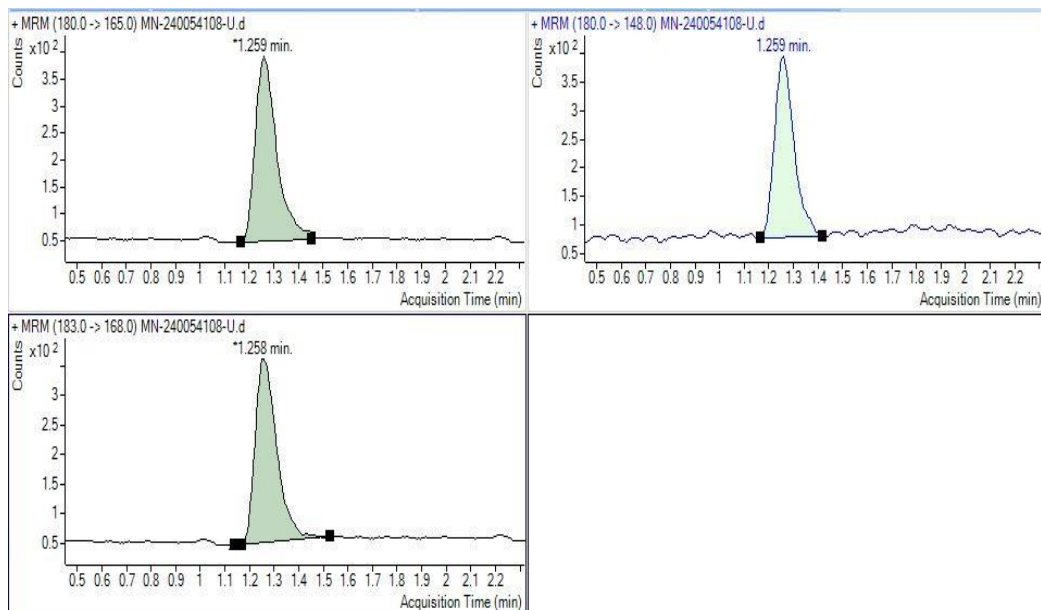 + MRM (180.0 -> 165.0) MN-240054108-U.d
Counts
x10²
*1.259 min.
3.5
3
2.5
2
1.5
1
0.5
0.5 0.6 0.7 0.8 0.9 1 1.1 1.2 1.3 1.4 1.5 1.6 1.7 1.8 1.9 2 2.1 2.2
Acquisition Time (min)
+ MRM (180.0 -> 148.0) MN-240054108-U.d
Counts
x10²
1.259 min.
3.5
3
2.5
2
1.5
1
0.5
0.5 0.6 0.7 0.8 0.9 1 1.1 1.2 1.3 1.4 1.5 1.6 1.7 1.8 1.9 2 2.1 2.2
Acquisition Time (min)
+ MRM (183.0 -> 168.0) MN-240054108-U.d
Counts
x10²
*1.258 min.
3
2.5
2
1.5
1
0.5
0.5 0.6 0.7 0.8 0.9 1 1.1 1.2 1.3 1.4 1.5 1.6 1.7 1.8 1.9 2 2.1 2.2
Acquisition Time (min)